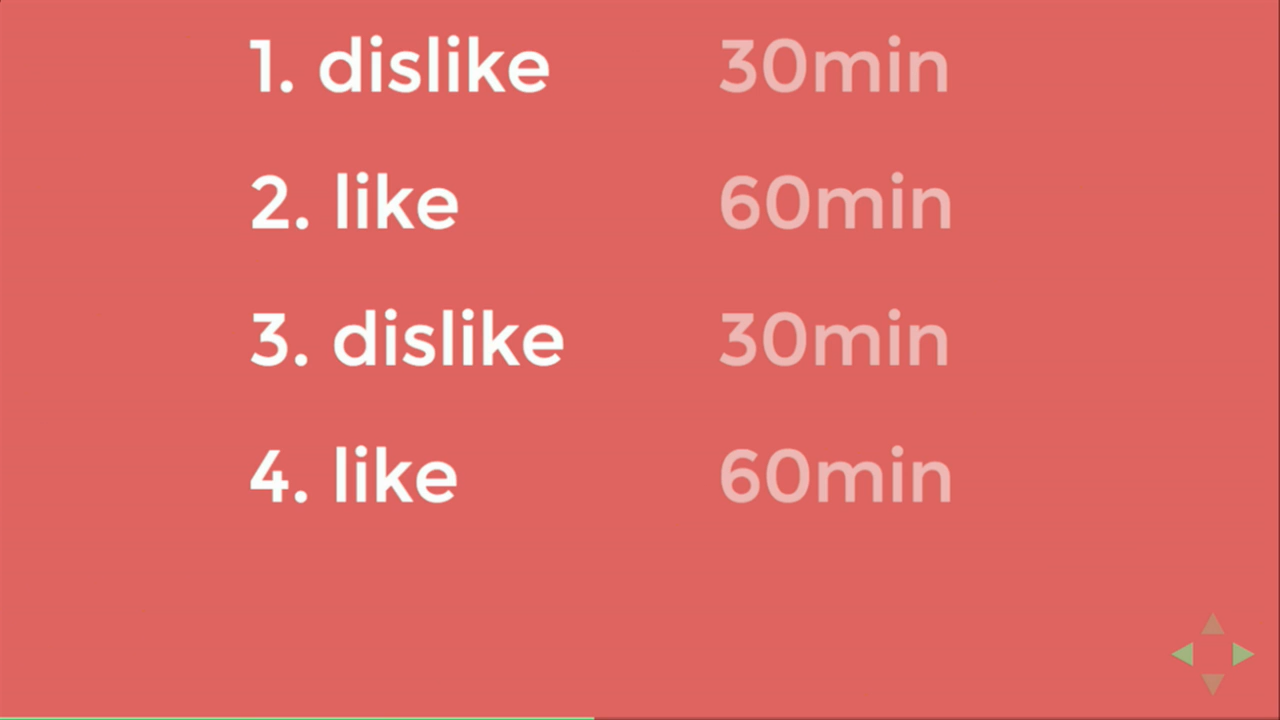 1. dislike 30min
2. like 60min
3. dislike 30min
4. like 60min